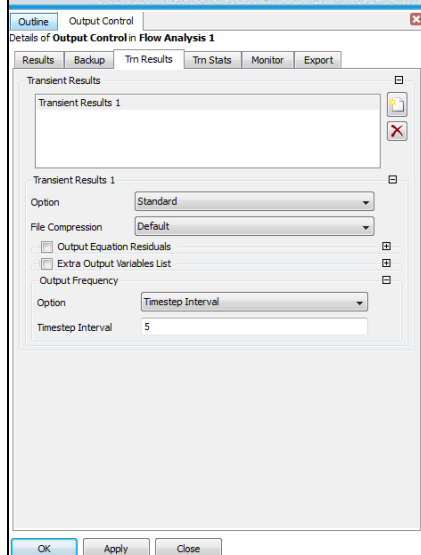 Outline Output Control
Details of Output Control in Flow Analysis 1
Results Backup Trn Results Trn Stats Monitor Export
Transient Results
Transient Results 1
Transient Results 1
Option Standard
File Compression Default
Output Equation Residuals
Extra Output Variables List
Output Frequency
Option Timestep Interval
Timestep Interval 5
OK Apply Close